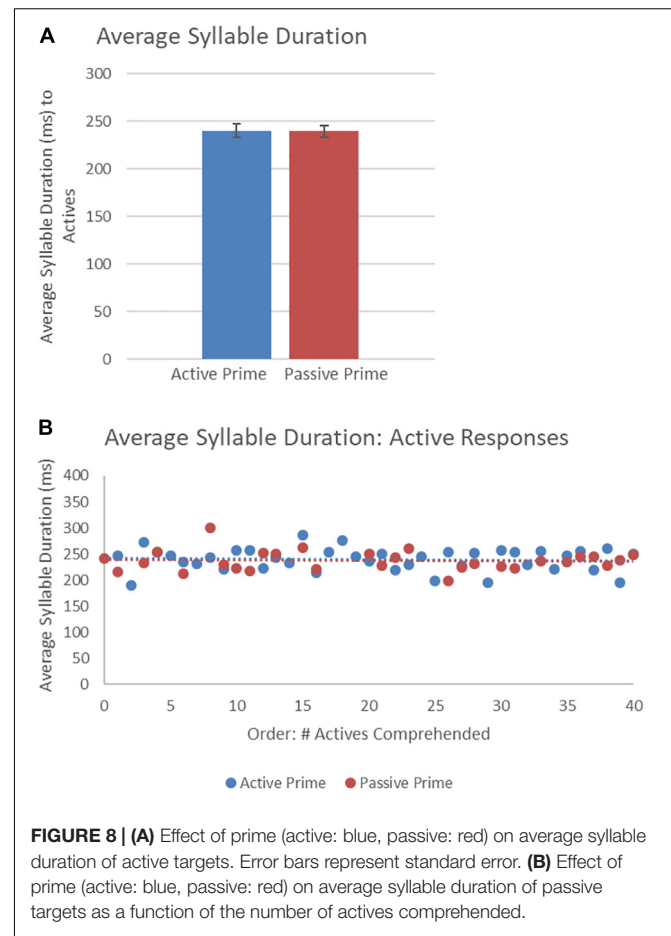 A
Average Syllable Duration
Average Syllable Duration (ms) to
Actives
300
250
200
150
100
50
0
Active Prime Passive Prime
B
Average Syllable Duration: Active Responses
Average Syllable Duration (ms)
400
350
300
250
200
150
100
50
0
0 5 10 15 20 25 30 35 40
Order: # Actives Comprehended
Active Prime Passive Prime
FIGURE 8 | (A) Effect of prime (active: blue, passive: red) on average syllable
duration of active targets. Error bars represent standard error. (B) Effect of
prime (active: blue, passive: red) on average syllable duration of passive
targets as a function of the number of actives comprehended.